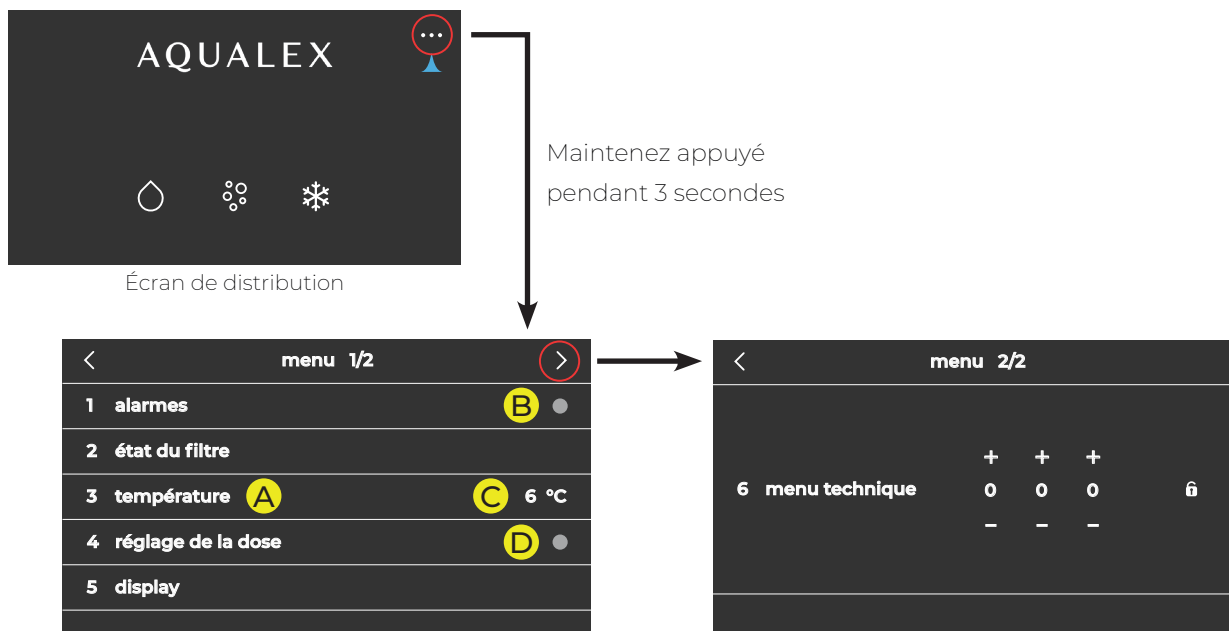 AQUALEX
Maintenez appuyé
pendant 3 secondes
Écran de distribution
menu 1/2
1 alarmes B
2 état du filtre
3 température A C 6 °C
4 réglage de la dose D
5 display
menu 2/2
+ + +
6 menu technique 0 0 0
− − −